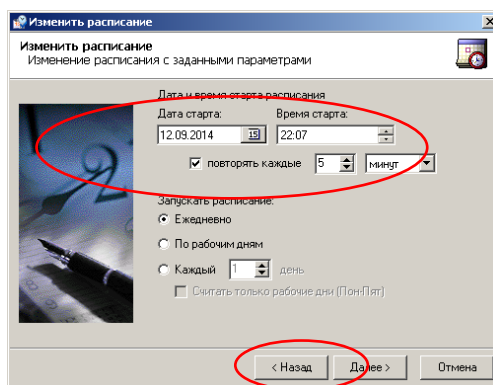 Изменить расписание
Изменить расписание
Изменение расписания с заданными параметрами
Дата и время старта расписания
Дата старта: Время старта:
12.09.2014 15 22:07
повторять каждые 5 минут
Запускать расписание:
Ежедневно
По рабочим дням
Каждый 1 день
Считать только рабочие дни (Пон-Пят)
< Назад Далее > Отмена